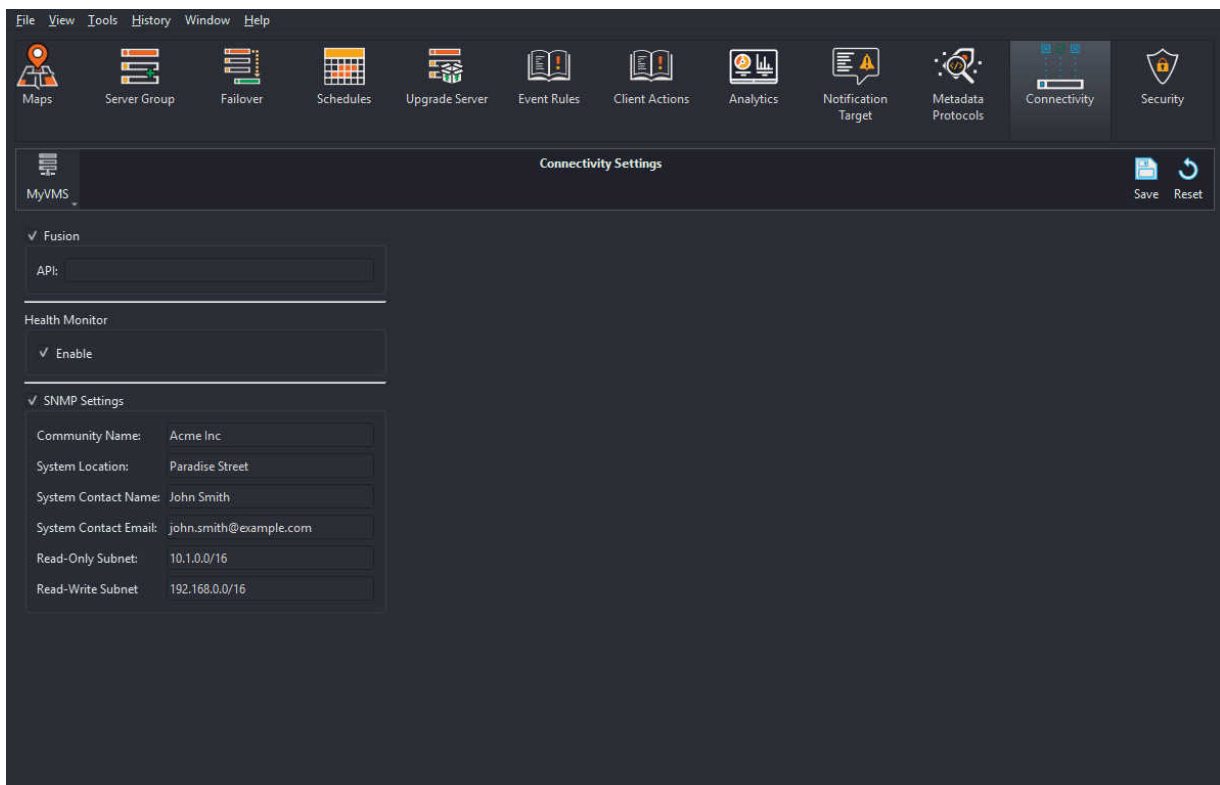 File View Tools History Window Help
Maps Server Group Failover Schedules Upgrade Server Event Rules Client Actions Analytics Notification Target Metadata Protocols Connectivity Security
MyVMS Connectivity Settings Save Reset
Fusion
API:
Health Monitor
Enable
SNMP Settings
Community Name: Acme Inc
System Location: Paradise Street
System Contact Name: John Smith
System Contact Email: john.smith@example.com
Read-Only Subnet: 10.1.0.0/16
Read-Write Subnet 192.168.0.0/16